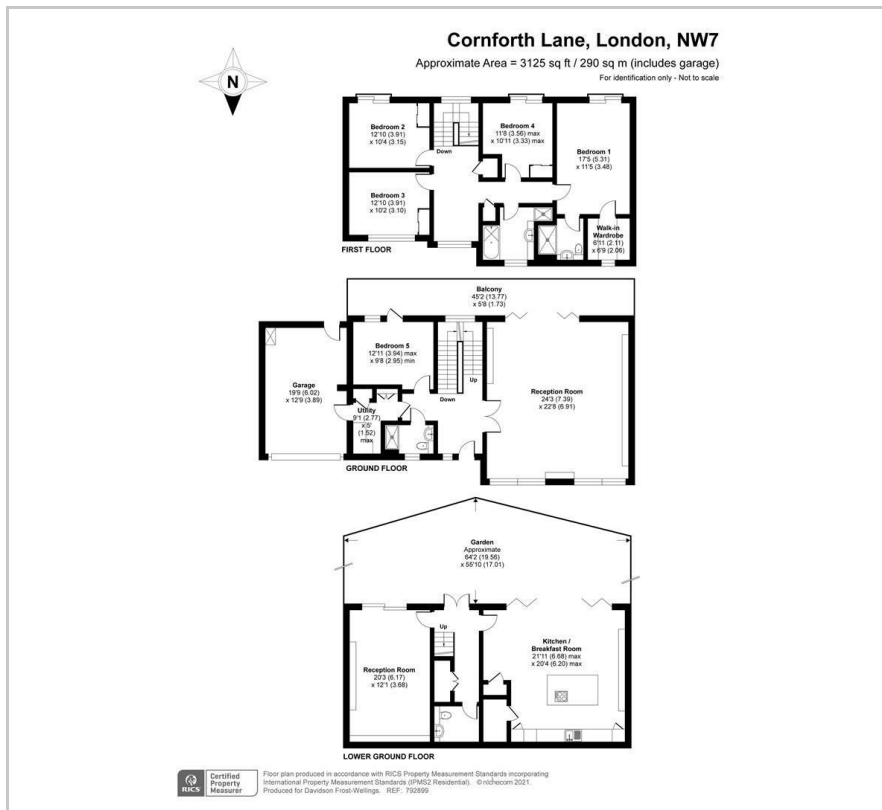 Cornforth Lane, London, NW7
Approximate Area = 3125 sq ft / 290 sq m (includes garage)
For identification only - Not to scale
N
Bedroom 2
12'10 (3.91)
x 10'4 (3.15)
Down
Bedroom 4
11'8 (3.56) max
x 10'11 (3.33) max
Bedroom 1
17'5 (5.31)
x 11'5 (3.48)
Bedroom 3
12'10 (3.91)
x 10'2 (3.10)
Walk-in
Wardrobe
6'11 (2.11)
x 6'9 (2.06)
FIRST FLOOR
Balcony
45'2 (13.77)
x 5'8 (1.73)
Bedroom 5
12'11 (3.94) max
x 9'8 (2.95) min
Up
Garage
19'9 (6.02)
x 12'9 (3.89)
Reception Room
24'3 (7.39)
x 22'8 (6.91)
Down
Utility
9'1 (2.77)
x 5'
(1.52)
max
GROUND FLOOR
Garden
Approximate
64'2 (19.56)
x 55'10 (17.01)
Up
Kitchen /
Breakfast Room
21'11 (6.68) max
x 20'4 (6.20) max
Reception Room
20'3 (6.17)
x 12'1 (3.68)
LOWER GROUND FLOOR
RICS
Certified
Property
Measurer
Floor plan produced in accordance with RICS Property Measurement Standards incorporating
International Property Measurement Standards (IPMS2 Residential). © nichecom 2021.
Produced for Davidson Frost-Wellings. REF: 792899